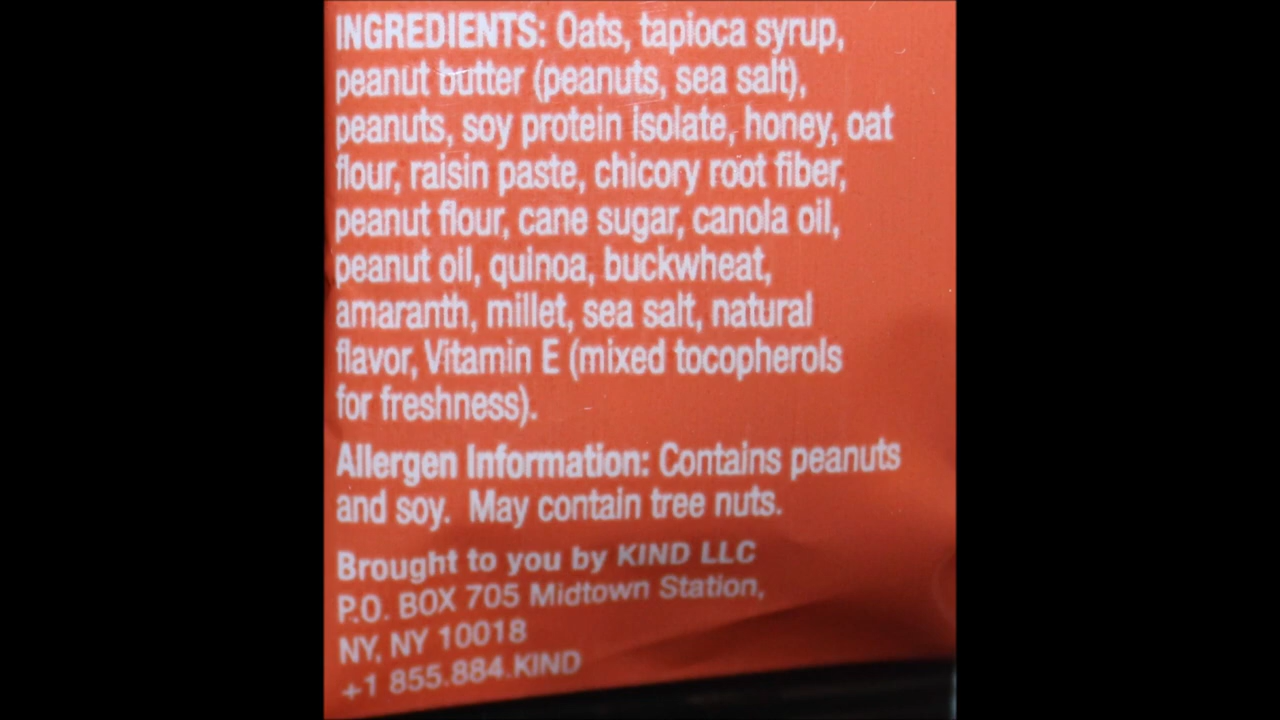 INGREDIENTS: Oats, tapioca syrup,
peanut butter (peanuts, sea salt),
peanuts, soy protein isolate, honey, oat
flour, raisin paste, chicory root fiber,
peanut flour, cane sugar, canola oil,
peanut oil, quinoa, buckwheat,
amaranth, millet, sea salt, natural
flavor, Vitamin E (mixed tocopherols
for freshness).
Allergen Information: Contains peanuts
and soy. May contain tree nuts.
Brought to you by KIND LLC
P.O. BOX 705 Midtown Station,
NY, NY 10018
+1 855.884.KIND